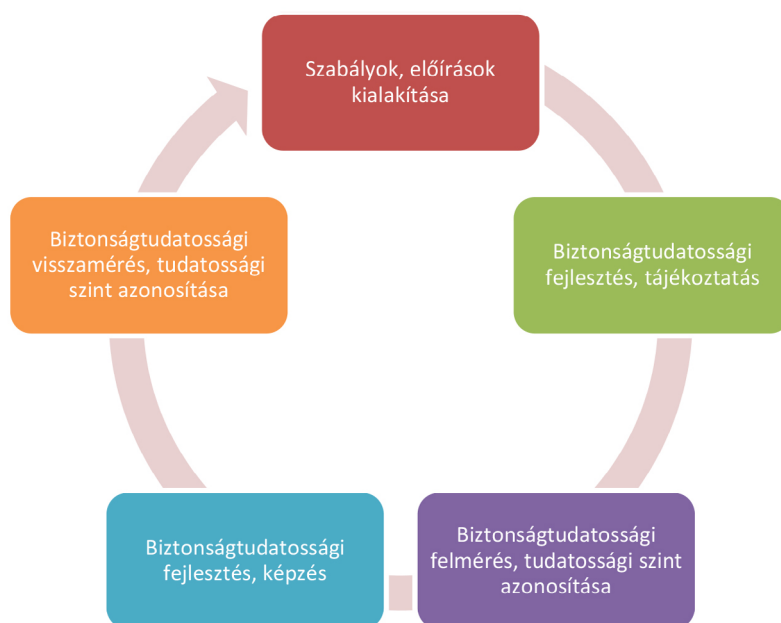 Szabályok, előírások
kialakítása
Biztonságtudatossági
fejlesztés, tájékoztatás
Biztonságtudatossági
felmérés, tudatossági szint
azonosítása
Biztonságtudatossági
fejlesztés, képzés
Biztonságtudatossági
visszamérés, tudatossági
szint azonosítása